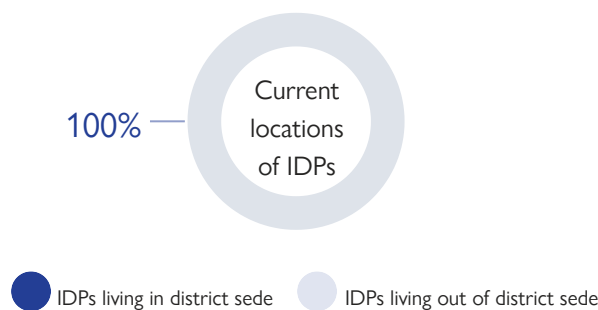 Current
locations
of IDPs
100%
IDPs living in district sede
IDPs living out of district sede